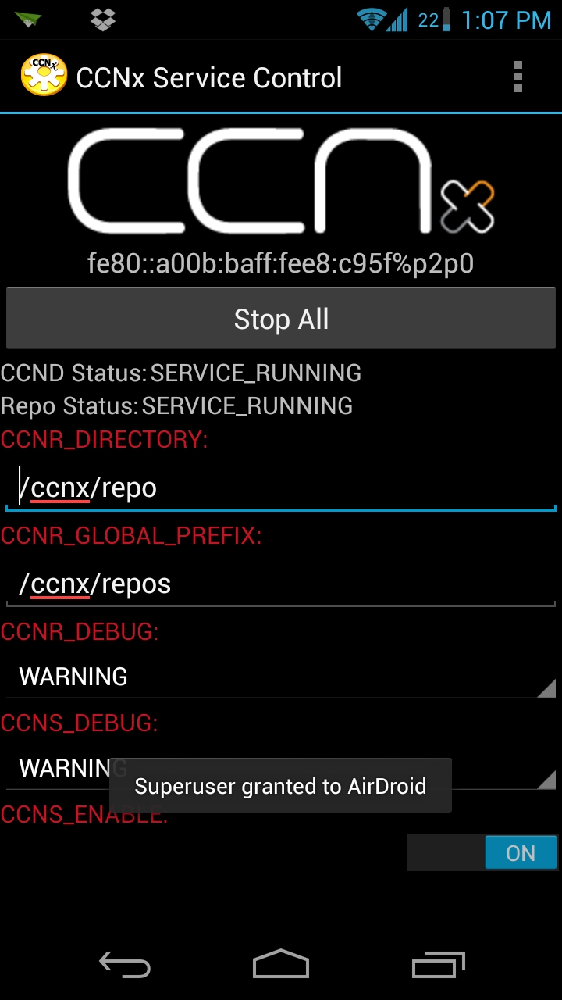 22 1:07 PM
CCNx CCNx Service Control
ccnx
fe80::a00b:baff:fee8:c95f%p2p0
Stop All
CCND Status: SERVICE_RUNNING
Repo Status: SERVICE_RUNNING
CCNR_DIRECTORY:
/ccnx/repo
CCNR_GLOBAL_PREFIX:
/ccnx/repos
CCNR_DEBUG:
WARNING
CCNS_DEBUG:
WARNING
Superuser granted to AirDroid
CCNS_ENABLE:
ON